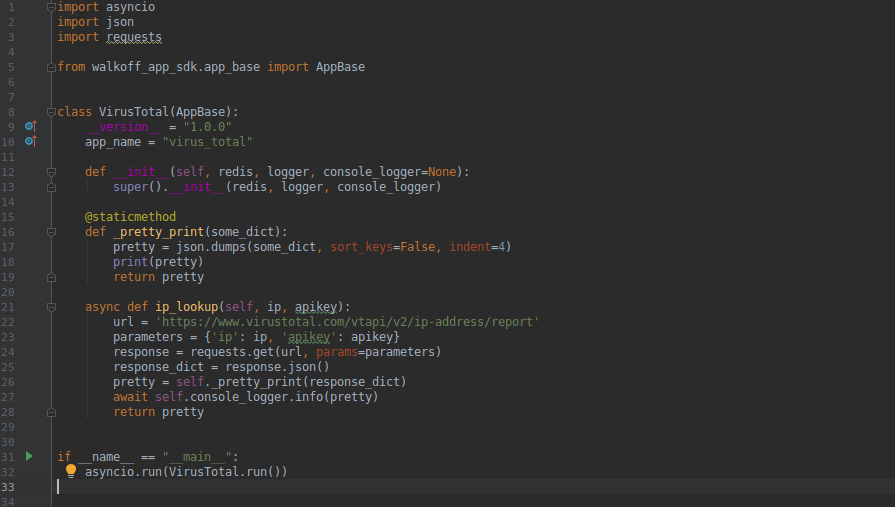 1 import asyncio
2 import json
3 import requests
4
5 from walkoff_app_sdk.app_base import AppBase
6
7
8 class VirusTotal(AppBase):
9     __version__ = "1.0.0"
10     app_name = "virus_total"
11
12     def __init__(self, redis, logger, console_logger=None):
13         super().__init__(redis, logger, console_logger)
14
15     @staticmethod
16     def _pretty_print(some_dict):
17         pretty = json.dumps(some_dict, sort_keys=False, indent=4)
18         print(pretty)
19         return pretty
20
21     async def ip_lookup(self, ip, apikey):
22         url = 'https://www.virustotal.com/vtapi/v2/ip-address/report'
23         parameters = {'ip': ip, 'apikey': apikey}
24         response = requests.get(url, params=parameters)
25         response_dict = response.json()
26         pretty = self._pretty_print(response_dict)
27         await self.console_logger.info(pretty)
28         return pretty
29
30
31 if __name__ == "__main__":
32     asyncio.run(VirusTotal.run())
33
34